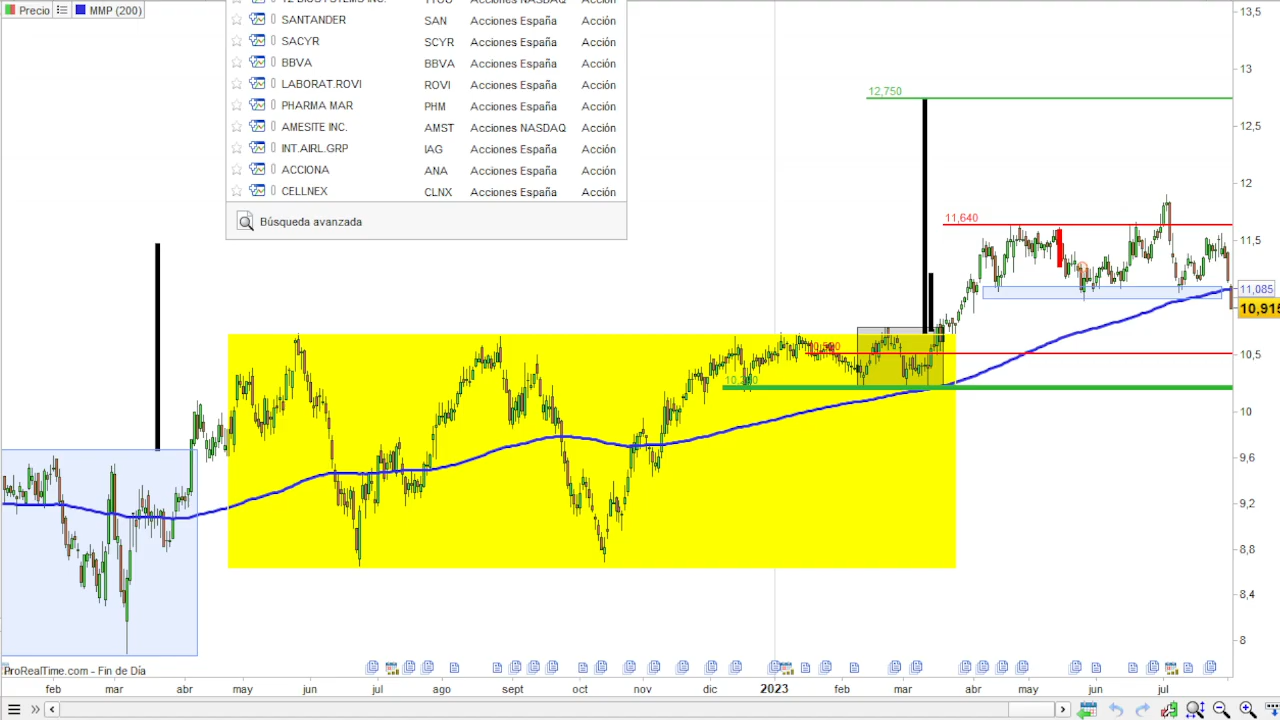 Precio MMP (200)
SANTANDER SAN Acciones España Acción
SACYR SCYR Acciones España Acción
BBVA BBVA Acciones España Acción
LABORAT.ROVI ROVI Acciones España Acción
PHARMA MAR PHM Acciones España Acción
AMESITE INC. AMST Acciones NASDAQ Acción
INT.AIRL.GRP IAG Acciones España Acción
ACCIONA ANA Acciones España Acción
CELLNEX CLNX Acciones España Acción
Búsqueda avanzada
12,750
11,640
13,5
13
12,5
12
11,5
11,085
10,915
10,5
10
9,6
9,2
8,8
8,4
8
ProRealTime.com - Fin de Día
feb mar abr may jun jul ago sept oct nov dic 2023 feb mar abr may jun jul